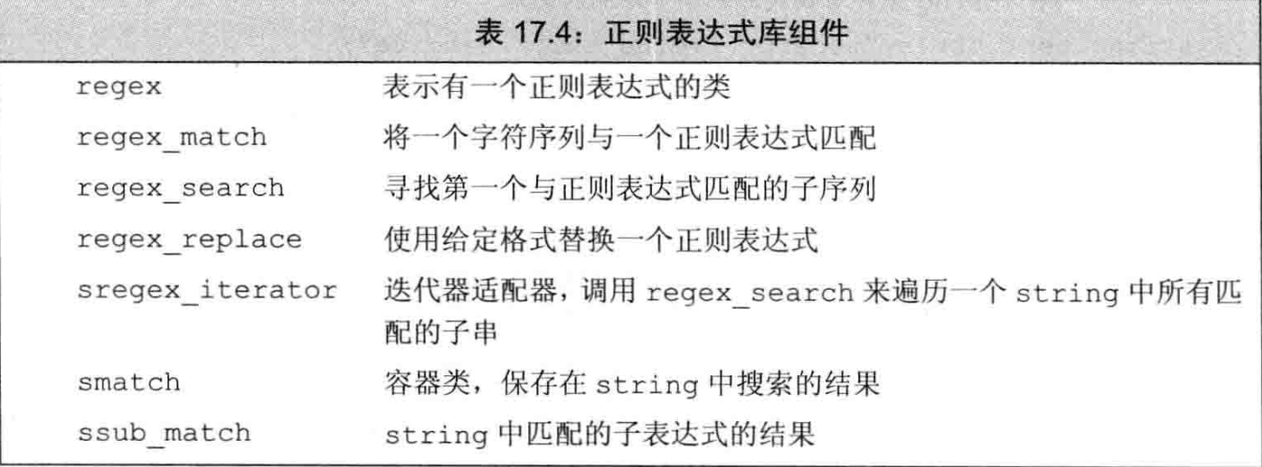 表 17.4：正则表达式库组件
regex 表示有一个正则表达式的类
regex_match 将一个字符序列与一个正则表达式匹配
regex_search 寻找第一个与正则表达式匹配的子序列
regex_replace 使用给定格式替换一个正则表达式
sregex_iterator 迭代器适配器，调用 regex_search 来遍历一个 string 中所有匹
配的子串
smatch 容器类，保存在 string 中搜索的结果
ssub_match string 中匹配的子表达式的结果